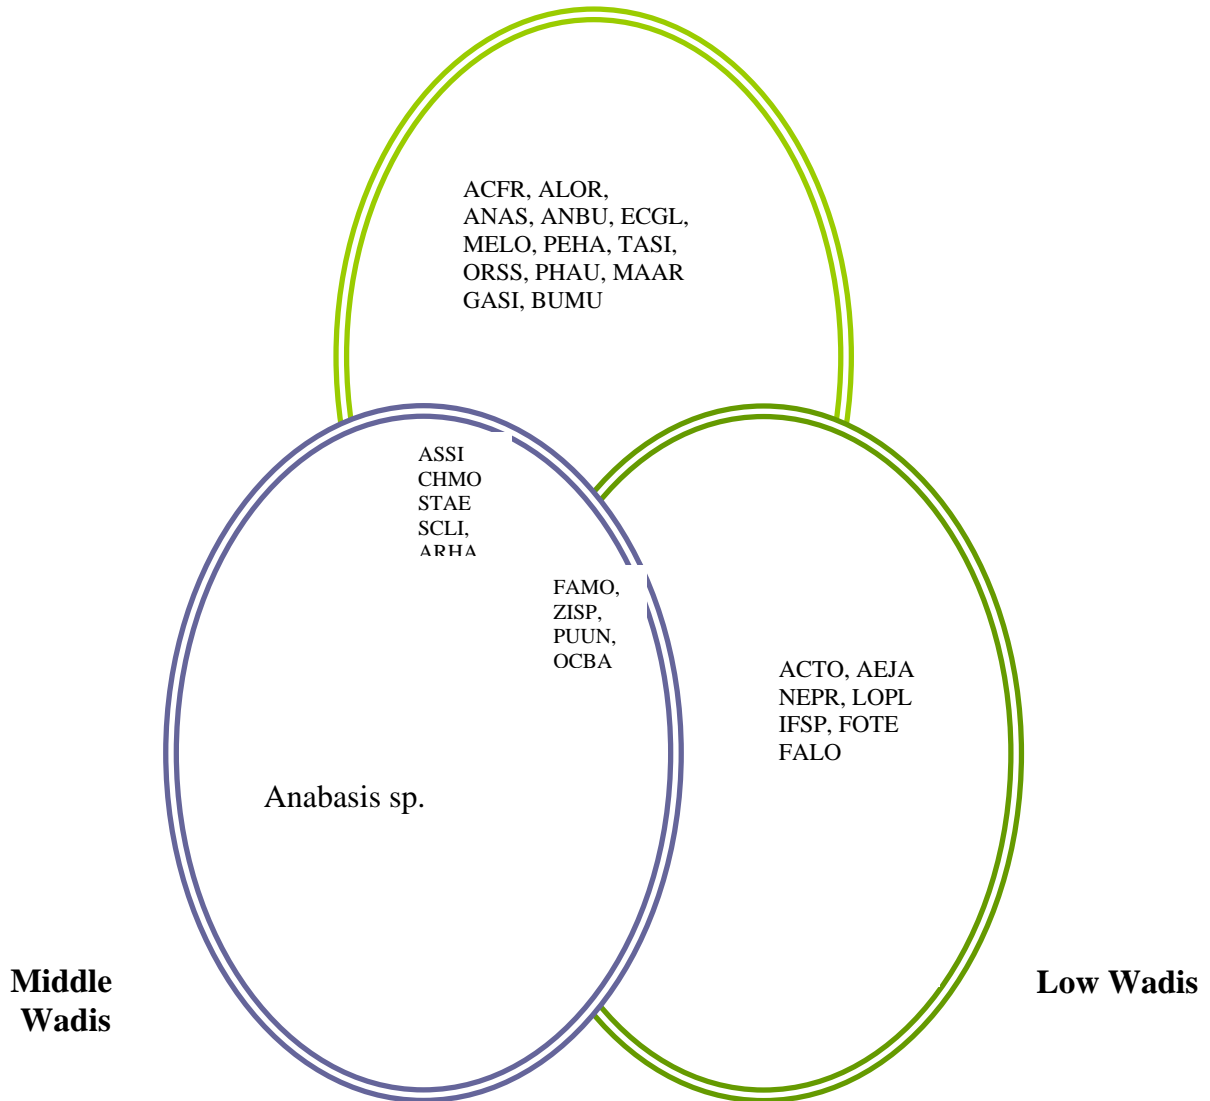 ACFR, ALOR,
ANAS, ANBU, ECGL,
MELO, PEHA, TASI,
ORSS, PHAU, MAAR
GASI, BUMU
ASSI
CHMO
STAE
SCLI,
ARHA
FAMO,
ZISP,
PUUN,
OCBA
ACTO, AEJA
NEPR, LOPL
IFSP, FOTE
FALO
Anabasis sp.
Middle
Wadis
Low Wadis